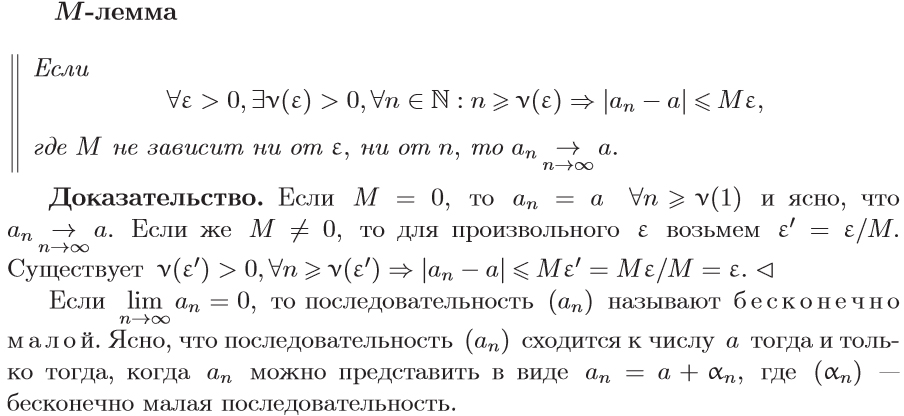 M-лемма
Если
∀ε > 0, ∃ν(ε) > 0, ∀n ∈ ℕ : n ⩾ ν(ε) ⇒ |aₙ − a| ⩽ Mε,
где M не зависит ни от ε, ни от n, то aₙ → a.
n→∞
Доказательство. Если M = 0, то aₙ = a ∀n ⩾ ν(1) и ясно, что
aₙ → a. Если же M ≠ 0, то для произвольного ε возьмем ε′ = ε/M.
n→∞
Существует ν(ε′) > 0, ∀n ⩾ ν(ε′) ⇒ |aₙ − a| ⩽ Mε′ = Mε/M = ε. ◁
Если lim aₙ = 0, то последовательность (aₙ) называют бесконечно
n→∞
малой. Ясно, что последовательность (aₙ) сходится к числу a тогда и толь-
ко тогда, когда aₙ можно представить в виде aₙ = a + αₙ, где (αₙ) —
бесконечно малая последовательность.